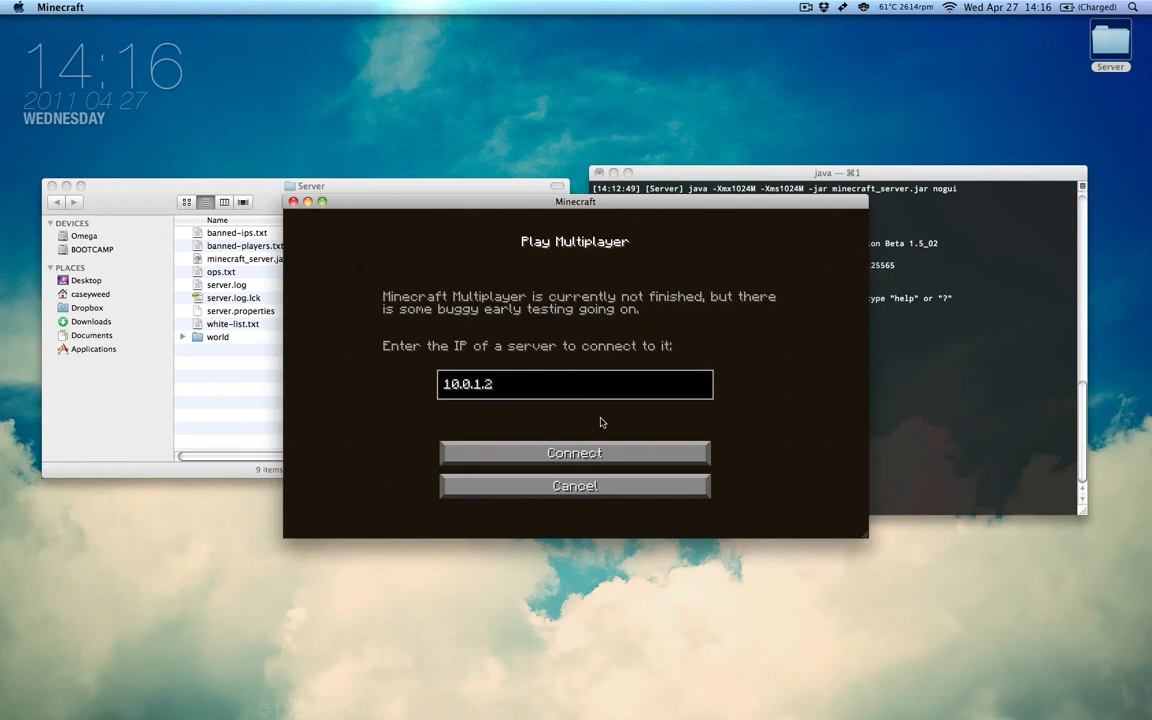 Minecraft
61°C 2614rpm
Wed Apr 27
14:16
(Charged)
14:16
2011 04 27
WEDNESDAY
Server
Server
DEVICES
Omega
BOOTCAMP
PLACES
Desktop
caseyweed
Dropbox
Downloads
Documents
Applications
Name
banned-ips.txt
banned-players.txt
minecraft_server.ja
ops.txt
server.log
server.log.lck
server.properties
white-list.txt
world
9 items
java — ⌘1
[14:12:49] [Server] java -Xmx1024M -Xms1024M -jar minecraft_server.jar nogui
on Beta 1.5_02
25565
type "help" or "?"
Minecraft
Play Multiplayer
Minecraft Multiplayer is currently not finished, but there
is some buggy early testing going on.
Enter the IP of a server to connect to it:
10.0.1.2
Connect
Cancel